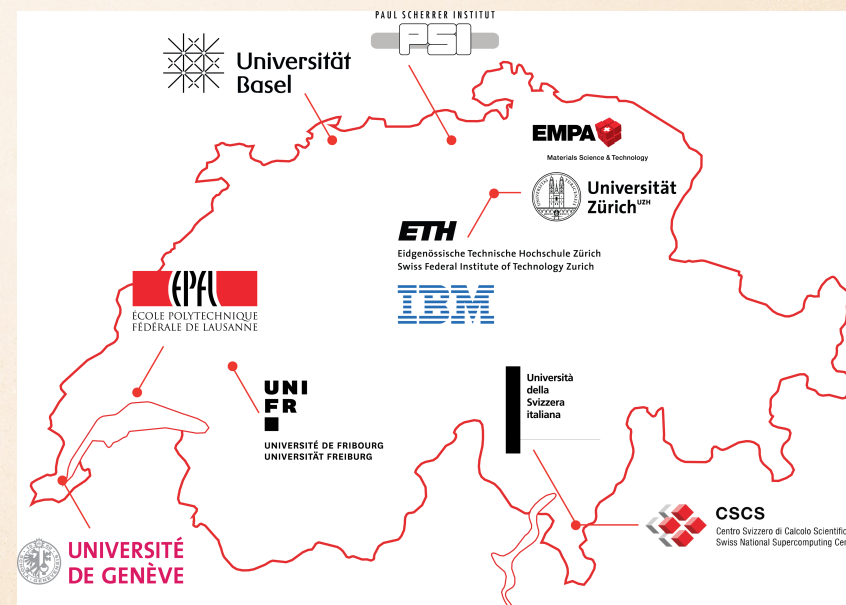 PAUL SCHERRER INSTITUT
PSI
Universität
Basel
EMPA
Materials Science & Technology
Universität
Zürich UZH
ETH
Eidgenössische Technische Hochschule Zürich
Swiss Federal Institute of Technology Zurich
IBM
EPFL
ÉCOLE POLYTECHNIQUE
FÉDÉRALE DE LAUSANNE
UNI
FR
UNIVERSITÉ DE FRIBOURG
UNIVERSITÄT FREIBURG
Università
della
Svizzera
italiana
CSCS
Centro Svizzero di Calcolo Scientific
Swiss National Supercomputing Cen
UNIVERSITÉ
DE GENÈVE